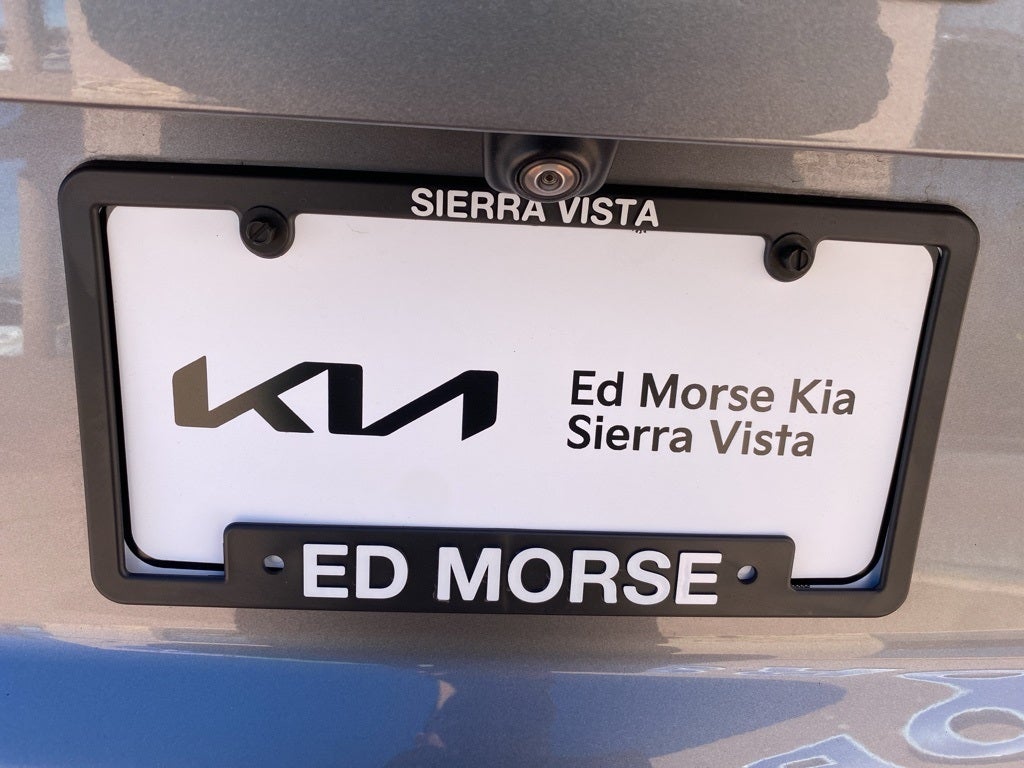 SIERRA VISTA
KIA
Ed Morse Kia
Sierra Vista
ED MORSE